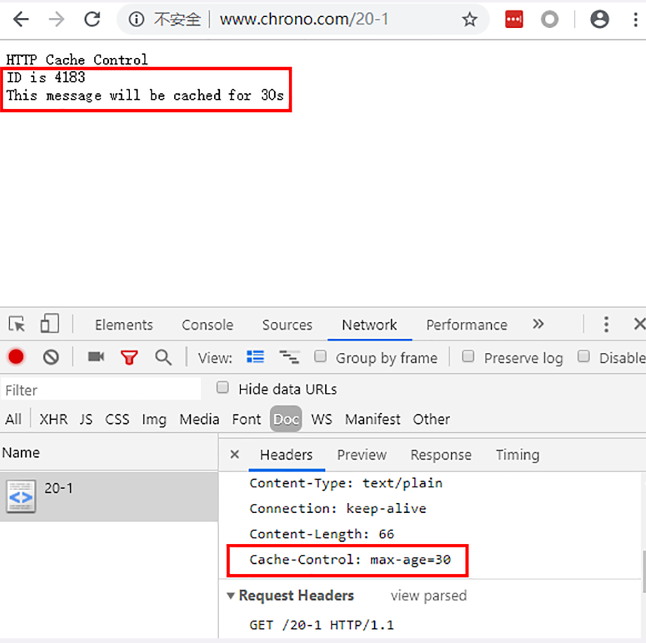 不安全 www.chrono.com/20-1
HTTP Cache Control
ID is 4183
This message will be cached for 30s
Elements Console Sources Network Performance
View: Group by frame Preserve log Disable
Filter Hide data URLs
All XHR JS CSS Img Media Font Doc WS Manifest Other
Name Headers Preview Response Timing
20-1
Content-Type: text/plain
Connection: keep-alive
Content-Length: 66
Cache-Control: max-age=30
Request Headers view parsed
GET /20-1 HTTP/1.1